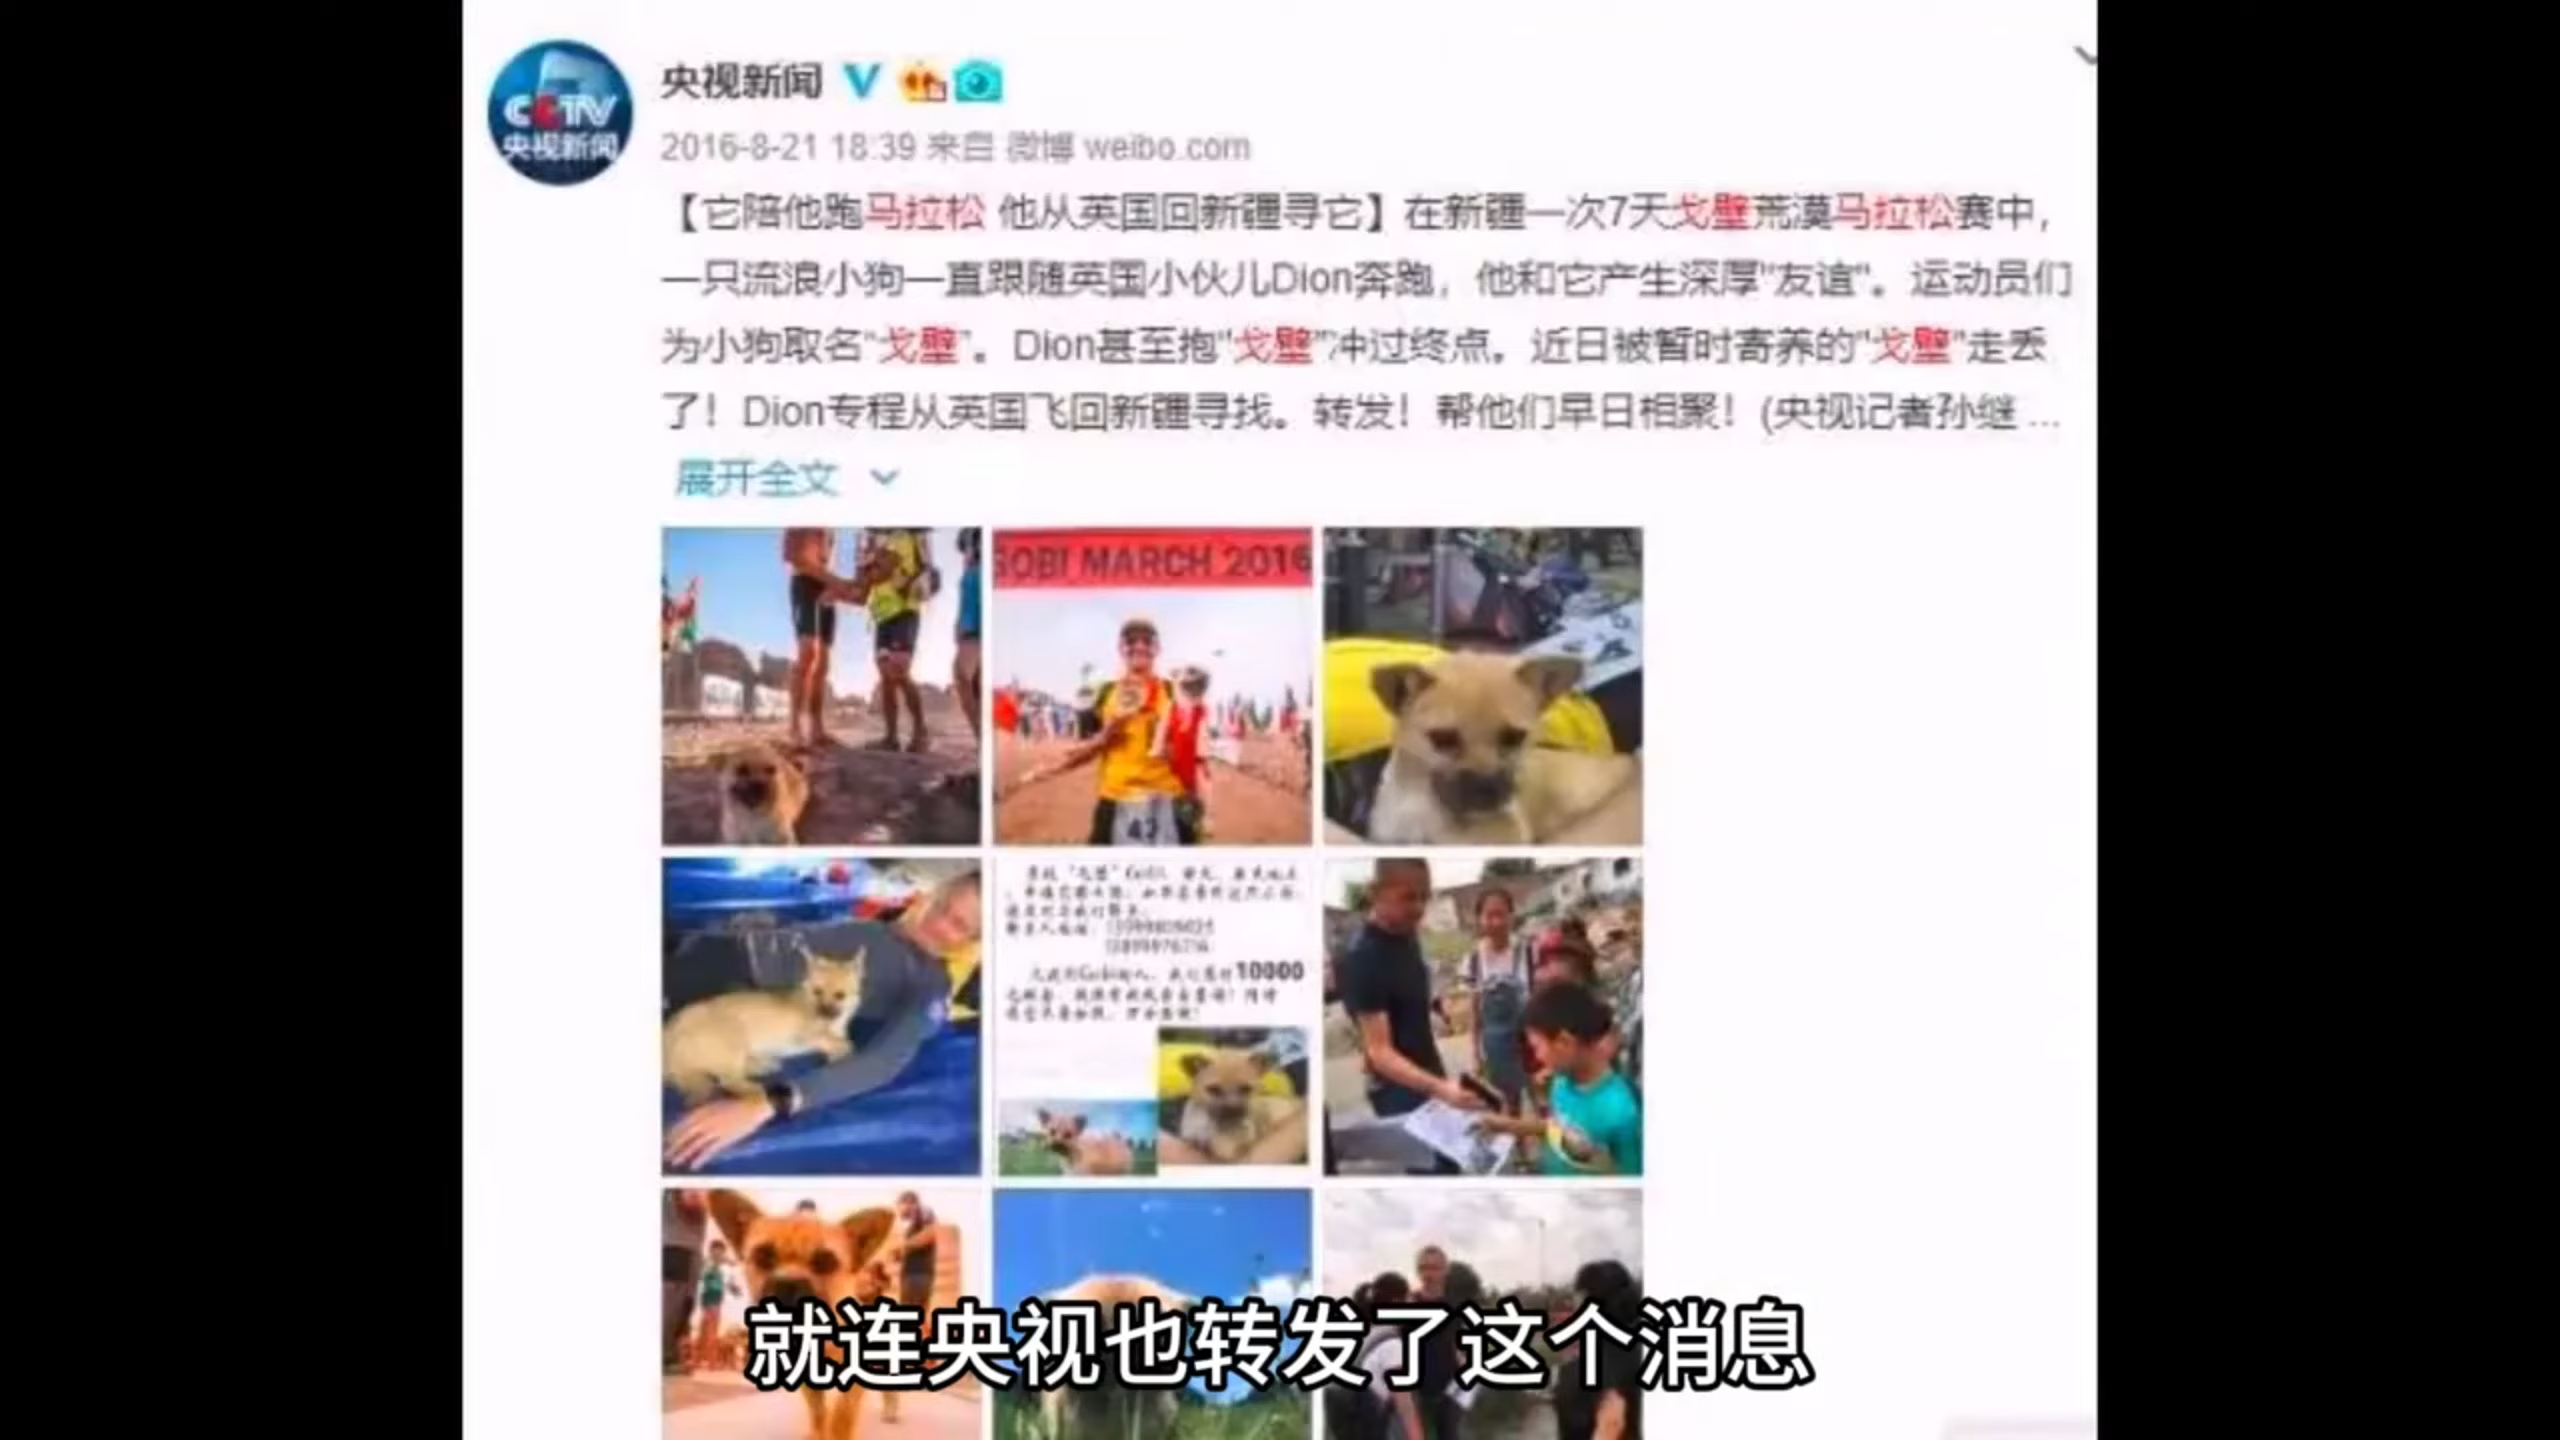 CCTV
央视新闻
央视新闻
2016-8-21 18:39 来自 微博 weibo.com
【它陪他跑马拉松 他从英国回新疆寻它】在新疆一次7天戈壁荒漠马拉松赛中，
一只流浪小狗一直跟随英国小伙儿Dion奔跑，他和它产生深厚"友谊"。运动员们
为小狗取名"戈壁"。Dion甚至抱"戈壁"冲过终点。近日被暂时寄养的"戈壁"走丢
了！Dion专程从英国飞回新疆寻找。转发！帮他们早日相聚！(央视记者孙继 ...
展开全文
GOBI MARCH 2016
10000
就连央视也转发了这个消息